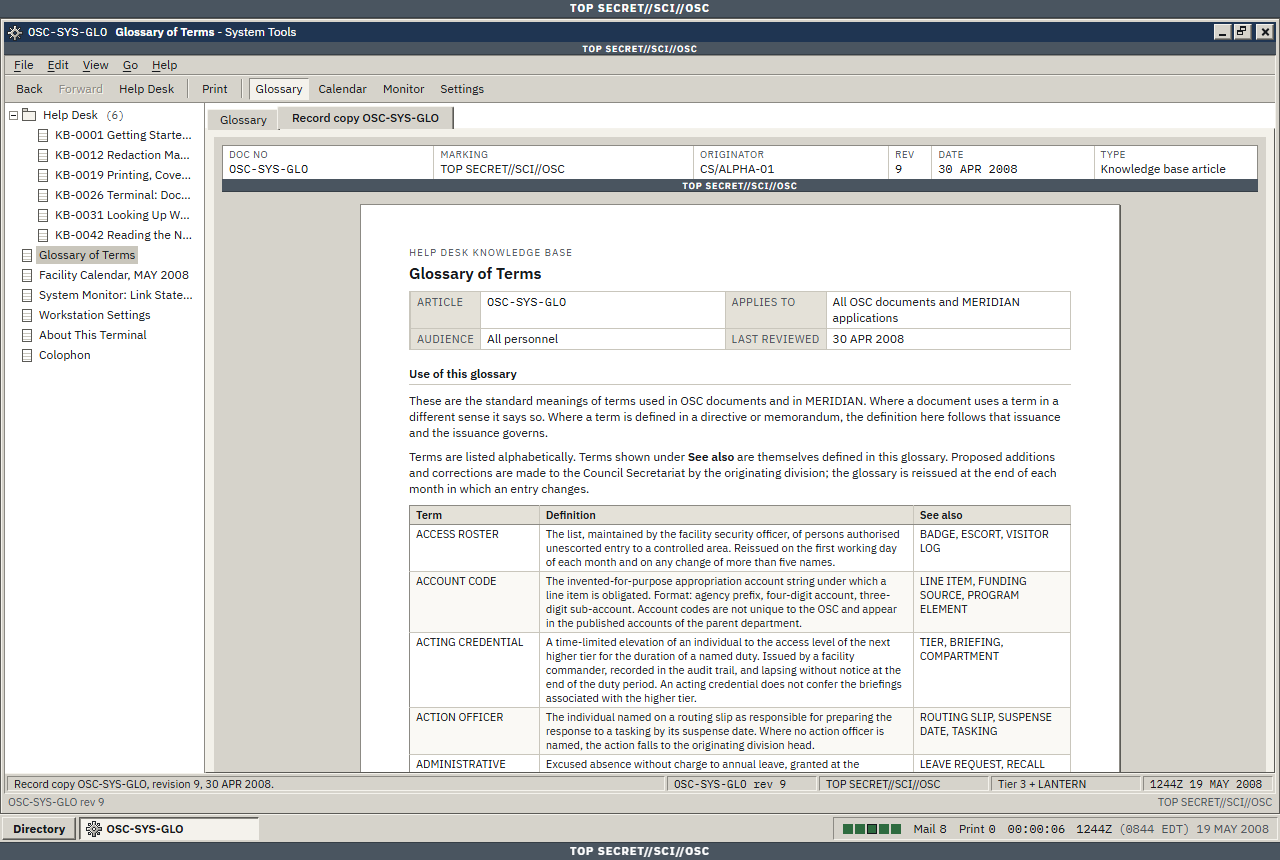 TOP SECRET//SCI//OSC
OSC-SYS-GLO Glossary of Terms - System Tools
TOP SECRET//SCI//OSC
File Edit View Go Help
Back Forward Help Desk Print Glossary Calendar Monitor Settings
Help Desk (6)
KB-0001 Getting Starte...
KB-0012 Redaction Ma...
KB-0019 Printing, Cove...
KB-0026 Terminal: Doc...
KB-0031 Looking Up W...
KB-0042 Reading the N...
Glossary of Terms
Facility Calendar, MAY 2008
System Monitor: Link State...
Workstation Settings
About This Terminal
Colophon
Glossary Record copy OSC-SYS-GLO
DOC NO MARKING ORIGINATOR REV DATE TYPE
OSC-SYS-GLO TOP SECRET//SCI//OSC CS/ALPHA-01 9 30 APR 2008 Knowledge base article
TOP SECRET//SCI//OSC
HELP DESK KNOWLEDGE BASE
Glossary of Terms
ARTICLE OSC-SYS-GLO APPLIES TO All OSC documents and MERIDIAN
applications
AUDIENCE All personnel LAST REVIEWED 30 APR 2008
Use of this glossary
These are the standard meanings of terms used in OSC documents and in MERIDIAN. Where a document uses a term in a
different sense it says so. Where a term is defined in a directive or memorandum, the definition here follows that issuance
and the issuance governs.
Terms are listed alphabetically. Terms shown under See also are themselves defined in this glossary. Proposed additions
and corrections are made to the Council Secretariat by the originating division; the glossary is reissued at the end of each
month in which an entry changes.
Term Definition See also
ACCESS ROSTER The list, maintained by the facility security officer, of persons authorised BADGE, ESCORT, VISITOR
unescorted entry to a controlled area. Reissued on the first working day LOG
of each month and on any change of more than five names.
ACCOUNT CODE The invented-for-purpose appropriation account string under which a LINE ITEM, FUNDING
line item is obligated. Format: agency prefix, four-digit account, three- SOURCE, PROGRAM
digit sub-account. Account codes are not unique to the OSC and appear ELEMENT
in the published accounts of the parent department.
ACTING CREDENTIAL A time-limited elevation of an individual to the access level of the next TIER, BRIEFING,
higher tier for the duration of a named duty. Issued by a facility COMPARTMENT
commander, recorded in the audit trail, and lapsing without notice at the
end of the duty period. An acting credential does not confer the briefings
associated with the higher tier.
ACTION OFFICER The individual named on a routing slip as responsible for preparing the ROUTING SLIP, SUSPENSE
response to a tasking by its suspense date. Where no action officer is DATE, TASKING
named, the action falls to the originating division head.
ADMINISTRATIVE Excused absence without charge to annual leave, granted at the LEAVE REQUEST, RECALL
Record copy OSC-SYS-GLO, revision 9, 30 APR 2008. OSC-SYS-GLO rev 9 TOP SECRET//SCI//OSC Tier 3 + LANTERN 1244Z 19 MAY 2008
OSC-SYS-GLO rev 9 TOP SECRET//SCI//OSC
Directory OSC-SYS-GLO Mail 8 Print 0 00:00:06 1244Z (0844 EDT) 19 MAY 2008
TOP SECRET//SCI//OSC